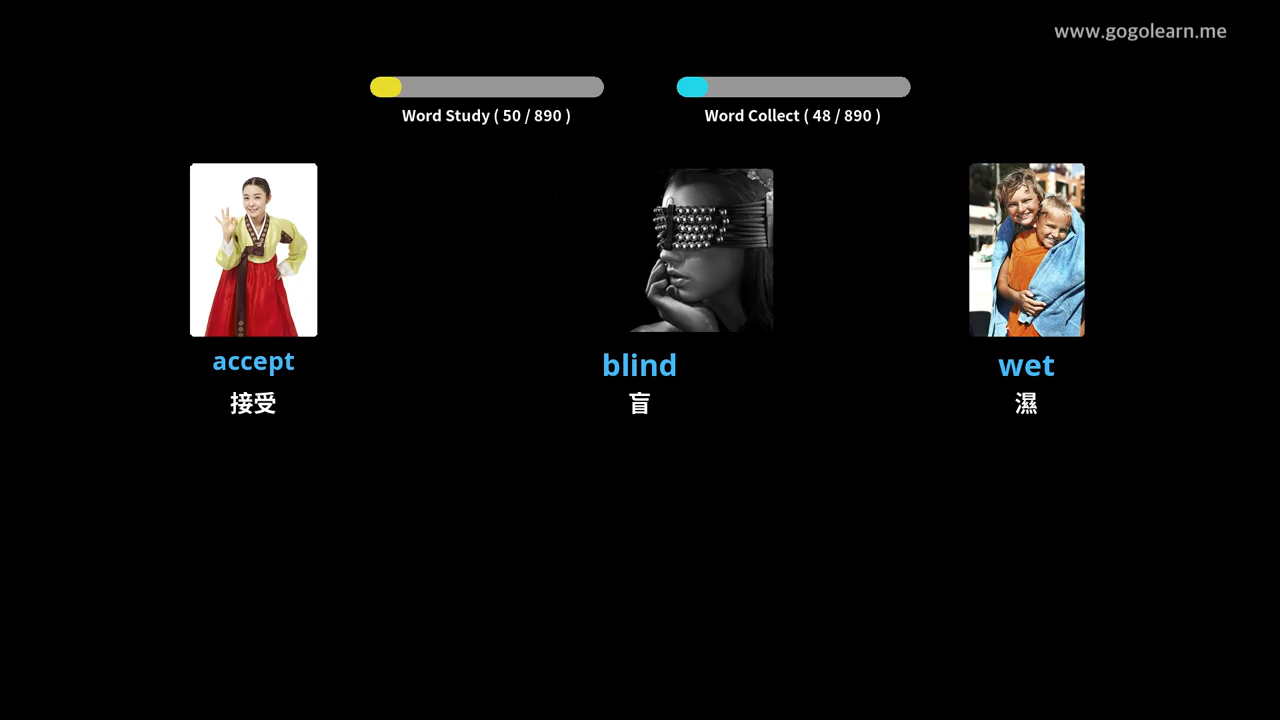 www.gogolearn.me
Word Study ( 50 / 890 )
Word Collect ( 48 / 890 )
accept
接受
blind
盲
wet
濕